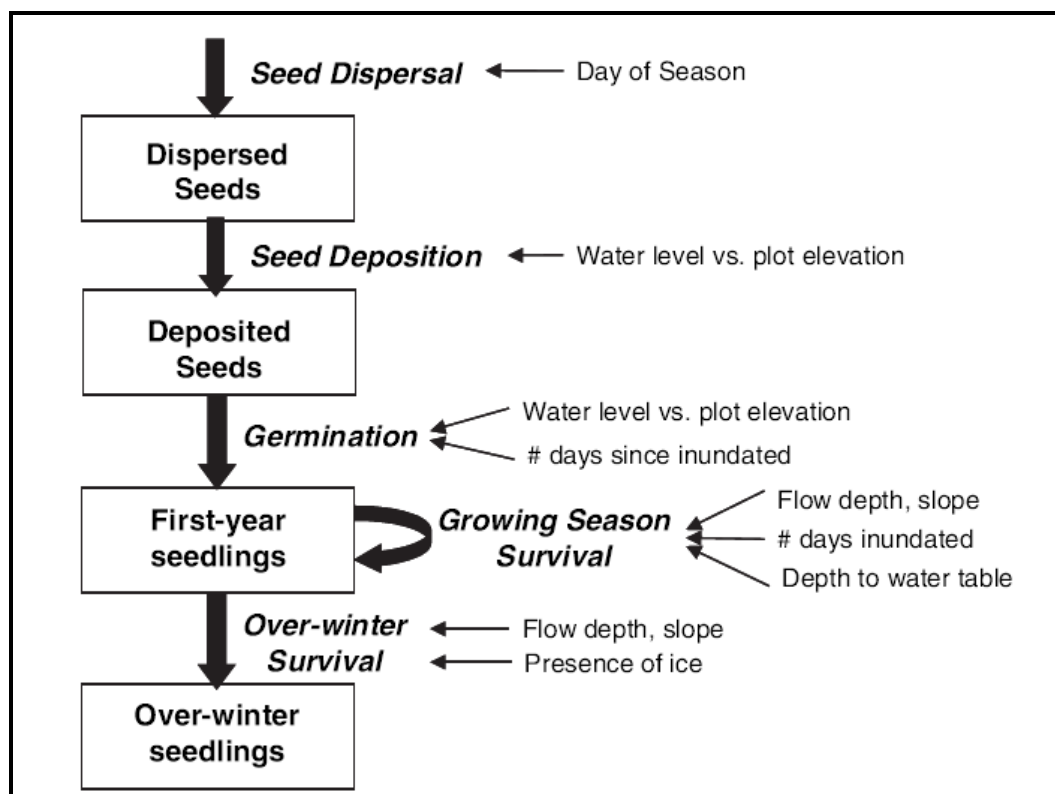 Seed Dispersal
Day of Season
Dispersed
Seeds
Seed Deposition
Water level vs. plot elevation
Deposited
Seeds
Germination
Water level vs. plot elevation
# days since inundated
First-year
seedlings
Growing Season
Survival
Flow depth, slope
# days inundated
Depth to water table
Over-winter
Survival
Flow depth, slope
Presence of ice
Over-winter
seedlings